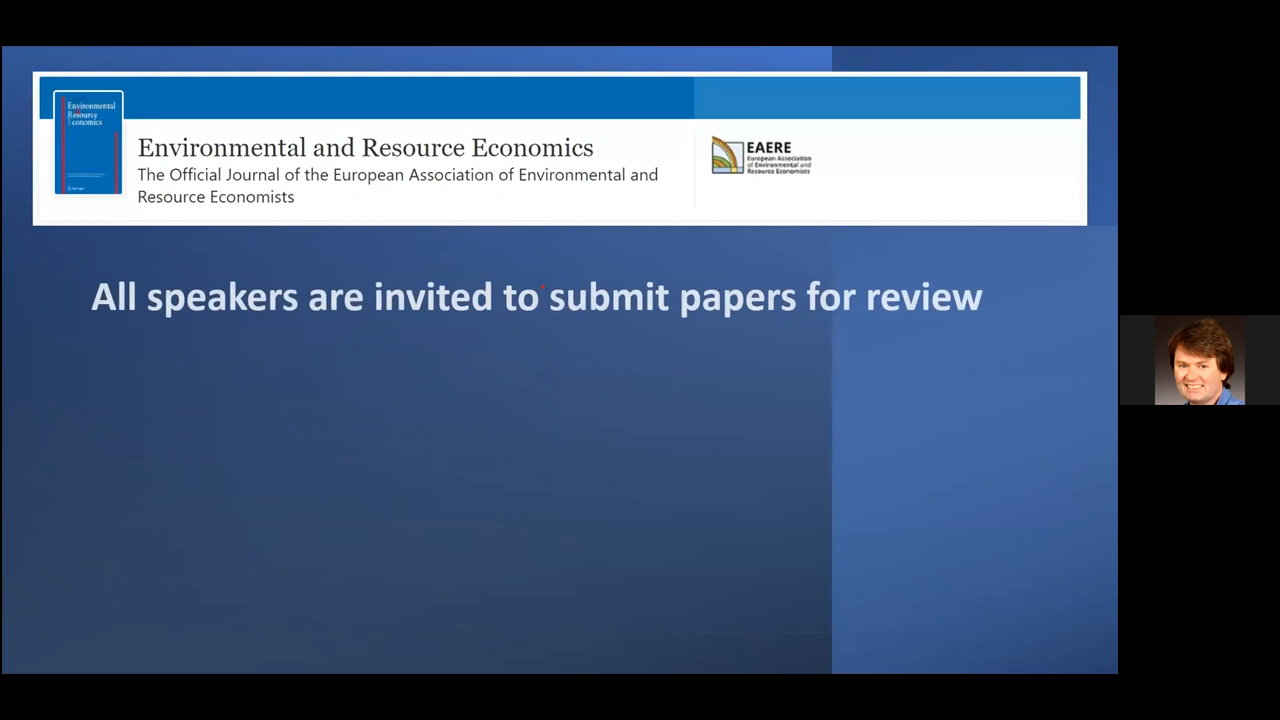 Environmental
Resource
Economics
Springer
Environmental and Resource Economics
The Official Journal of the European Association of Environmental and
Resource Economists
EAERE
European Association
of Environmental and
Resource Economists
All speakers are invited to submit papers for review